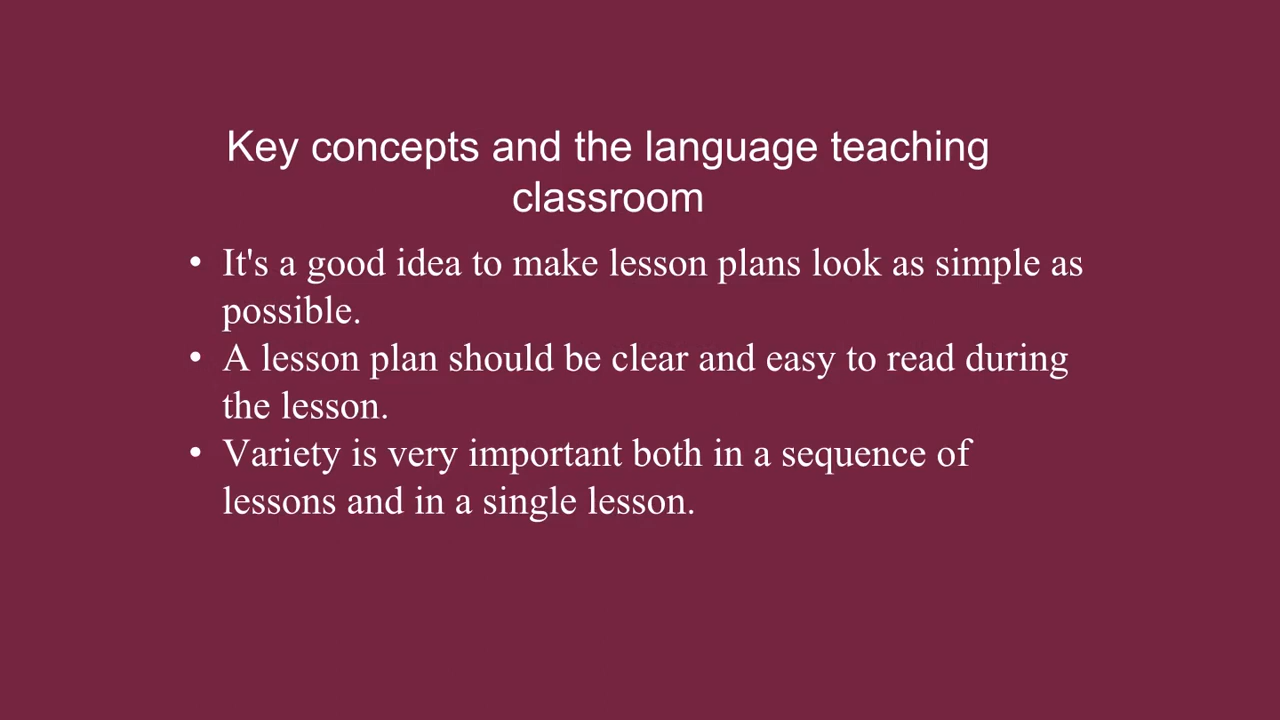 Key concepts and the language teaching
classroom
• It's a good idea to make lesson plans look as simple as
possible.
• A lesson plan should be clear and easy to read during
the lesson.
• Variety is very important both in a sequence of
lessons and in a single lesson.